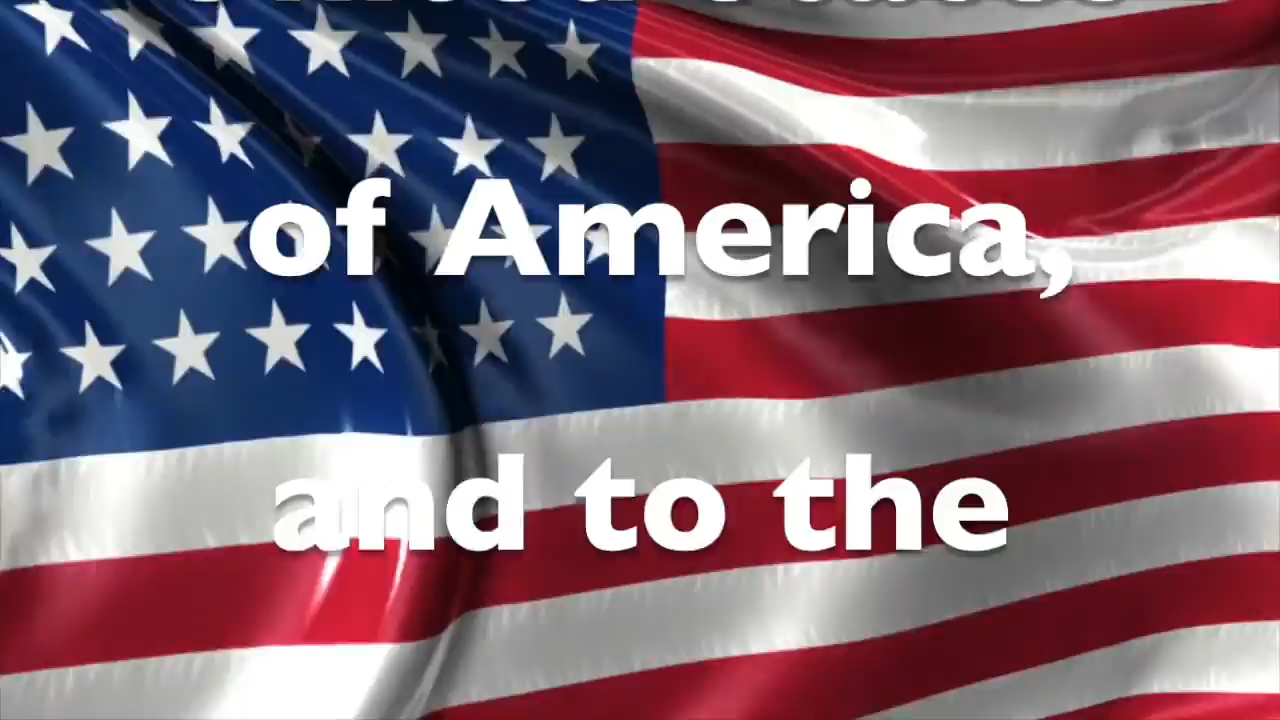 of America,
and to the